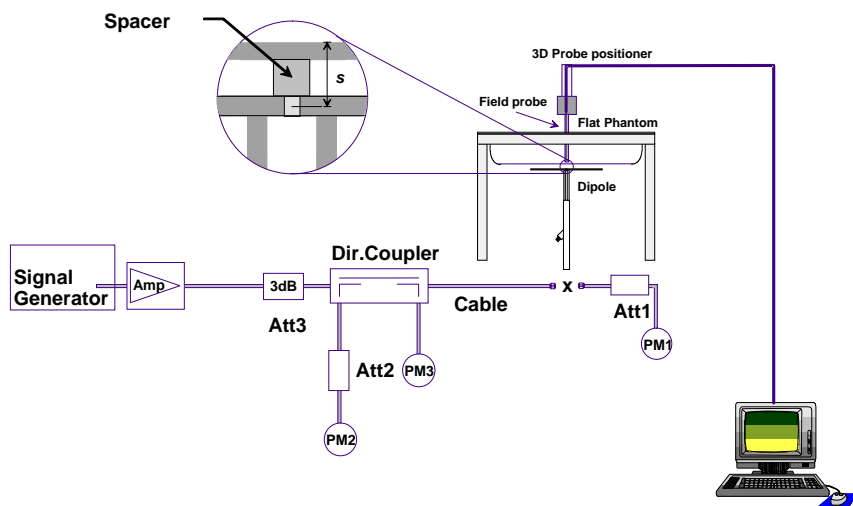 Spacer
s
3D Probe positioner
Field probe
Flat Phantom
Dipole
Signal
Generator
Amp
3dB
Att3
Dir.Coupler
Cable
x
Att1
PM1
Att2
PM3
PM2